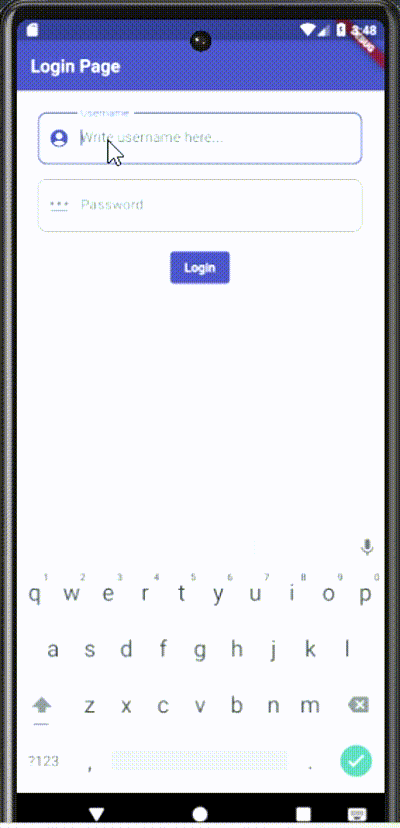 3:48
DEBUG
Login Page
Username
Write username here...
Password
Login
1 2 3 4 5 6 7 8 9 0
q w e r t y u i o p
a s d f g h j k l
z x c v b n m
?123 , .